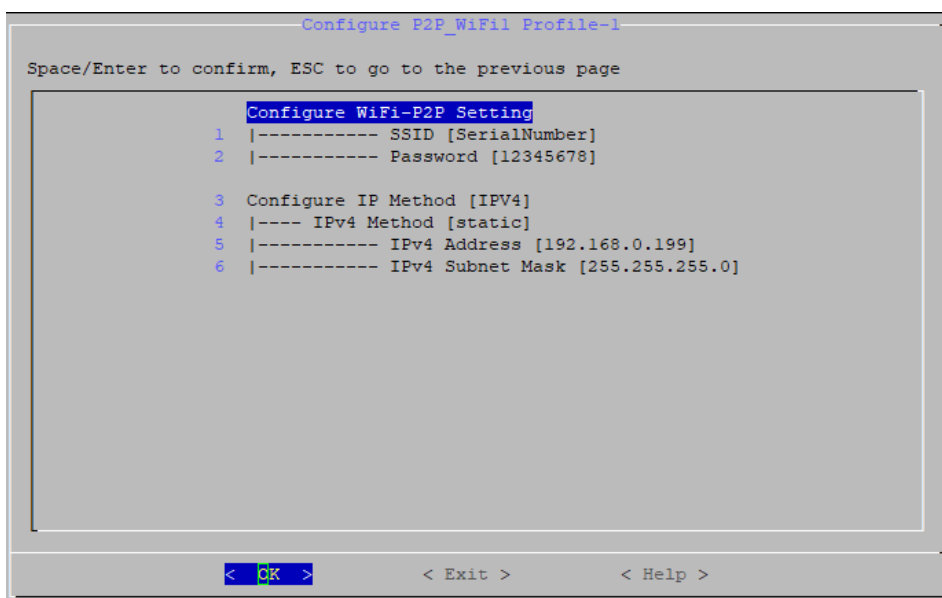 Configure P2P_WiFi1 Profile-1
Space/Enter to confirm, ESC to go to the previous page
Configure WiFi-P2P Setting
1 |----------- SSID [SerialNumber]
2 |----------- Password [12345678]
3 Configure IP Method [IPV4]
4 |---- IPv4 Method [static]
5 |----------- IPv4 Address [192.168.0.199]
6 |----------- IPv4 Subnet Mask [255.255.255.0]
< OK > < Exit > < Help >